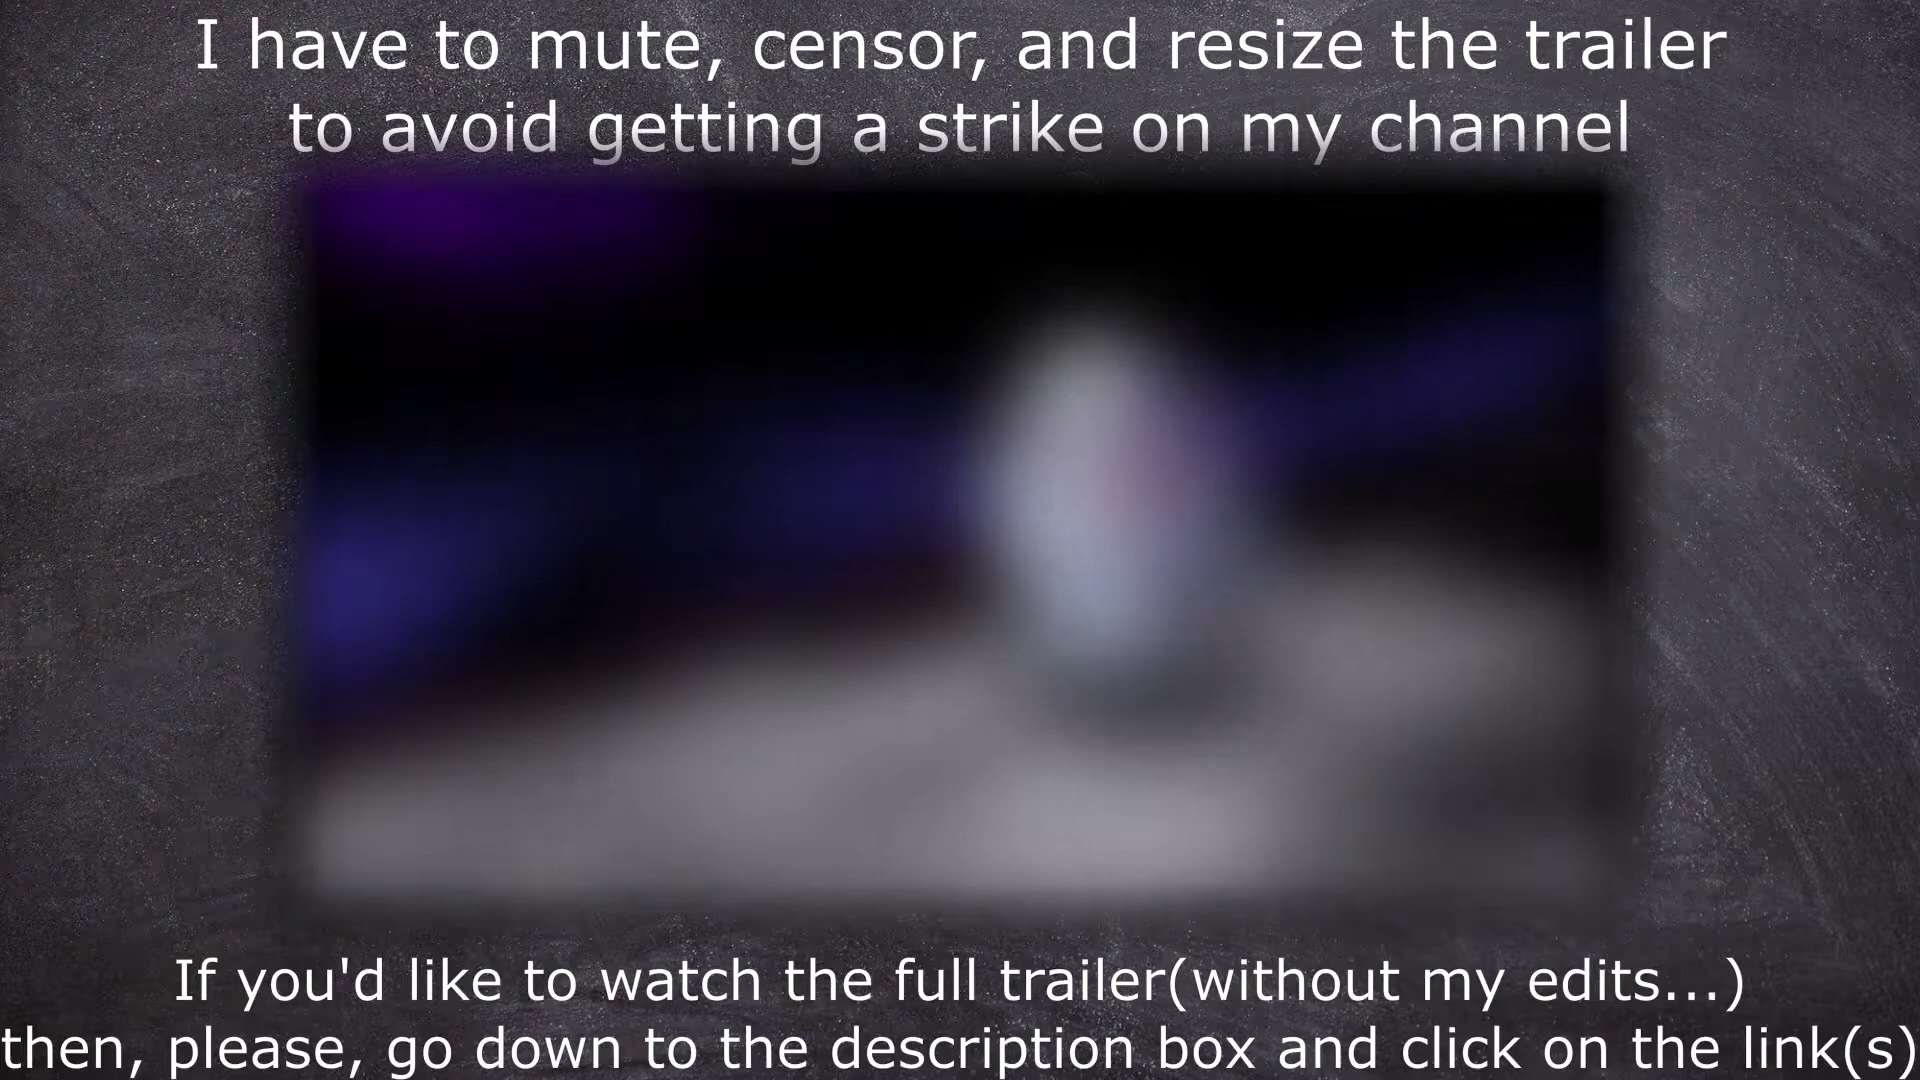 I have to mute, censor, and resize the trailer
to avoid getting a strike on my channel
If you'd like to watch the full trailer(without my edits...)
then, please, go down to the description box and click on the link(s)